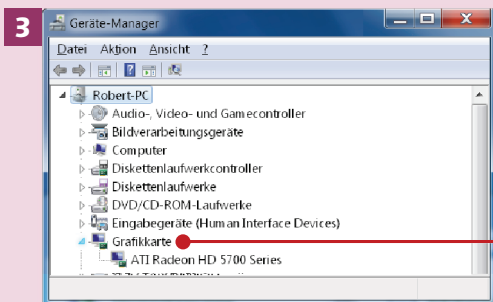 3
Geräte-Manager
Datei Aktion Ansicht ?
Robert-PC
Audio-, Video- und Gamecontroller
Bildverarbeitungsgeräte
Computer
Diskettenlaufwerkcontroller
Diskettenlaufwerke
DVD/CD-ROM-Laufwerke
Eingabegeräte (Human Interface Devices)
Grafikkarte
ATI Radeon HD 5700 Series